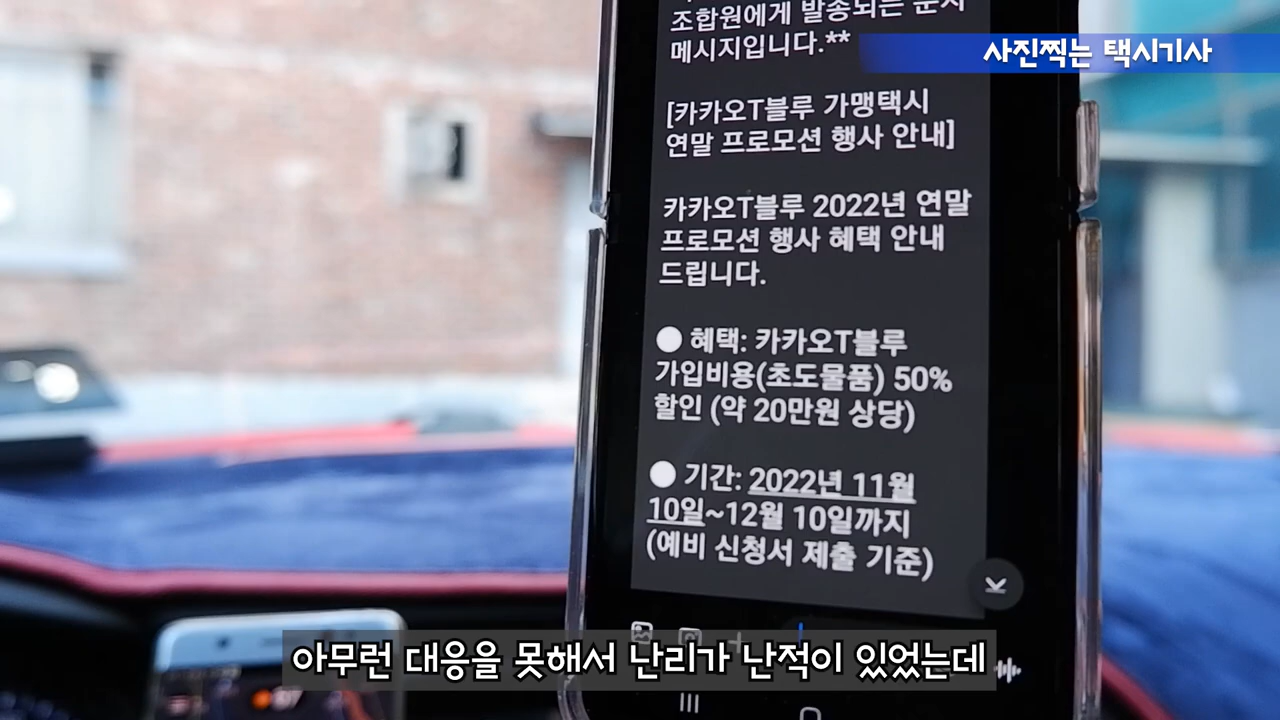 조합원에게 발송되는 문자
메시지입니다.**
사진찍는 택시기사
[카카오T블루 가맹택시
연말 프로모션 행사 안내]
카카오T블루 2022년 연말
프로모션 행사 혜택 안내
드립니다.
● 혜택: 카카오T블루
가입비용(초도물품) 50%
할인 (약 20만원 상당)
● 기간: 2022년 11월
10일~12월 10일까지
(예비 신청서 제출 기준)
아무런 대응을 못해서 난리가 난적이 있었는데